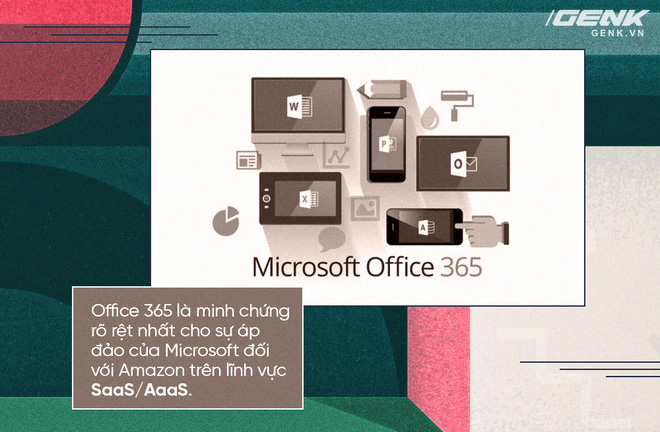 GENK
GENK.VN
W
P
O
X
A
Microsoft Office 365
Office 365 là minh chứng
rõ rệt nhất cho sự áp
đảo của Microsoft đối
với Amazon trên lĩnh vực
SaaS/AaaS.